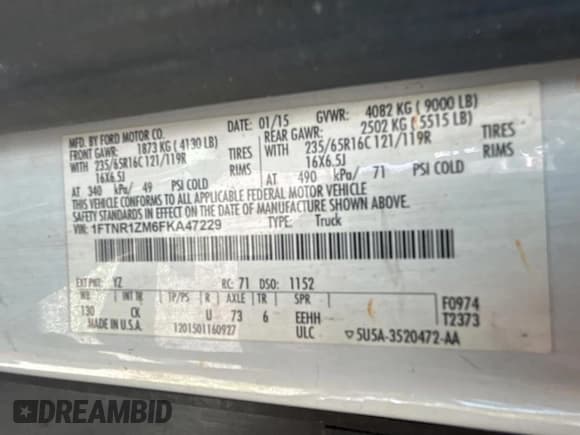 MFD. BY FORD MOTOR CO.
DATE: 01/15 GVWR: 4082 KG ( 9000 LB)
FRONT GAWR: 1873 KG ( 4130 LB) REAR GAWR: 2502 KG ( 5515 LB)
WITH 235/65R16C 121/119R TIRES WITH 235/65R16C 121/119R TIRES
16X6.5J RIMS 16X6.5J RIMS
AT 340 kPa/ 49 PSI COLD AT 490 kPa/ 71 PSI COLD
THIS VEHICLE CONFORMS TO ALL APPLICABLE FEDERAL MOTOR VEHICLE
SAFETY STANDARDS IN EFFECT ON THE DATE OF MANUFACTURE SHOWN ABOVE.
VIN: 1FTNR1ZM6FKA47229 TYPE: Truck
EXT PNT: YZ RC: 71 DSO: 1152
WB INT TR TP/PS R AXLE TR SPR F0974
130 CK U 73 6 EEHH T2373
MADE IN U.S.A. 1201501160927 ULC 5U5A-3520472-AA
DREAMBID